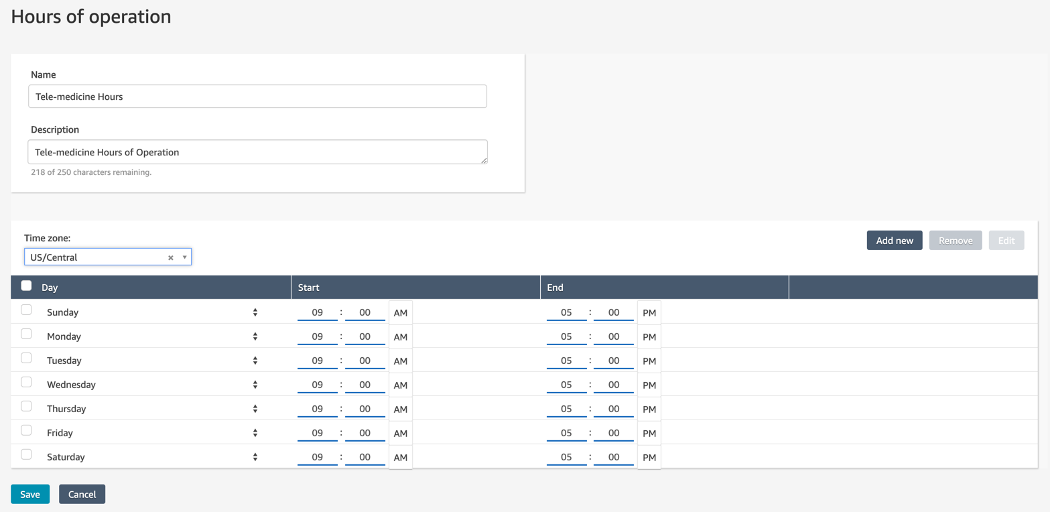 Hours of operation
Name
Tele-medicine Hours
Description
Tele-medicine Hours of Operation
218 of 250 characters remaining.
Time zone:
US/Central × ▼
Add new Remove Edit
Day Start End
Sunday 09 : 00 AM 05 : 00 PM
Monday 09 : 00 AM 05 : 00 PM
Tuesday 09 : 00 AM 05 : 00 PM
Wednesday 09 : 00 AM 05 : 00 PM
Thursday 09 : 00 AM 05 : 00 PM
Friday 09 : 00 AM 05 : 00 PM
Saturday 09 : 00 AM 05 : 00 PM
Save Cancel